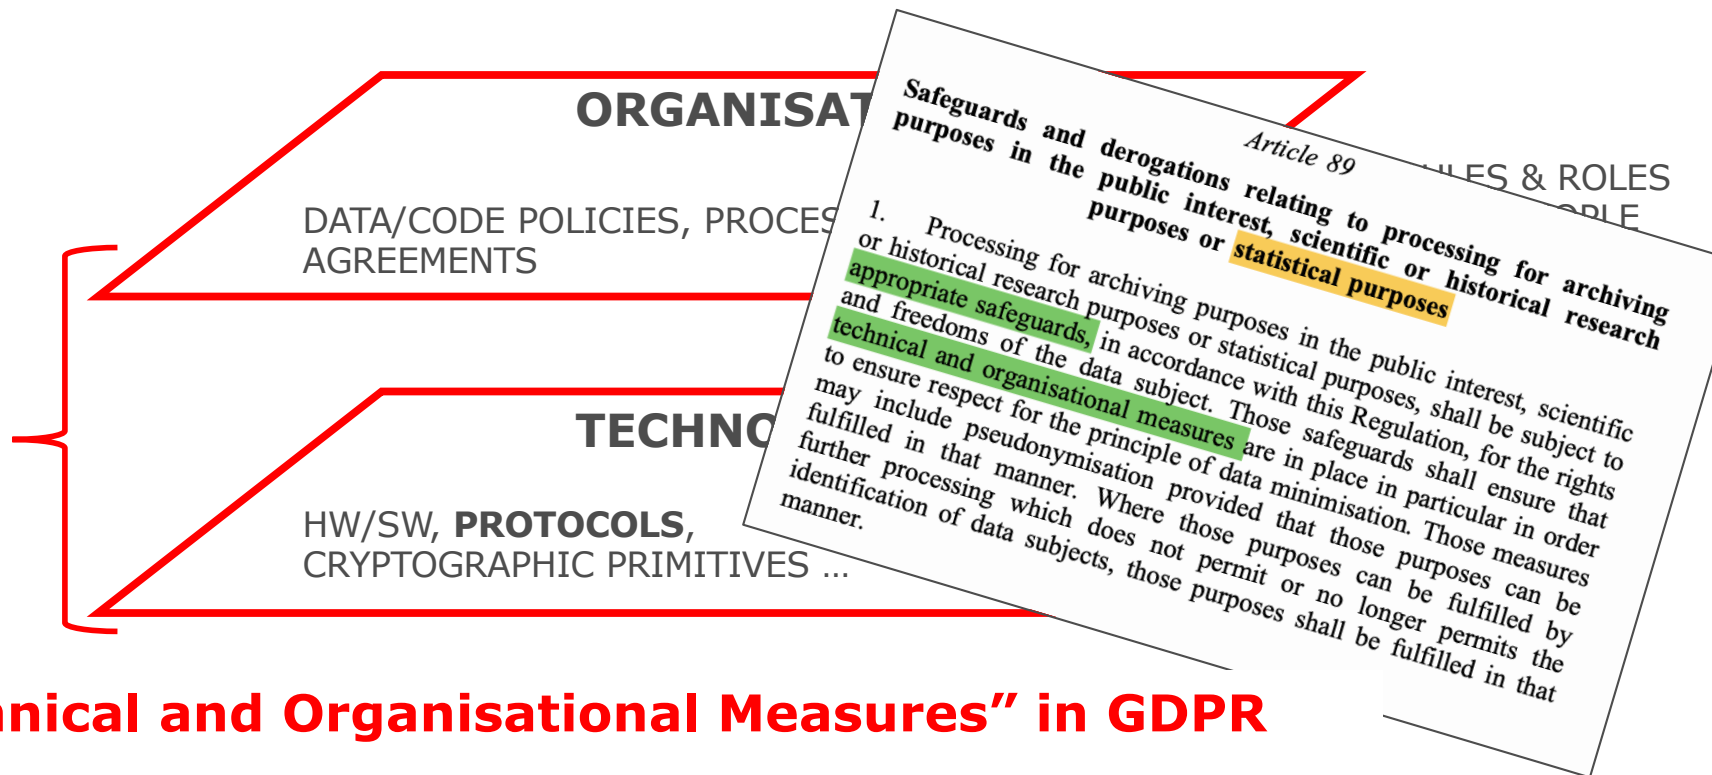 ORGANISAT
DATA/CODE POLICIES, PROCES
AGREEMENTS
ULES & ROLES
OPLE
TECHNO
HW/SW, PROTOCOLS,
CRYPTOGRAPHIC PRIMITIVES ...
Article 89
Safeguards and derogations relating to processing for archiving
purposes in the public interest, scientific or historical research
purposes or statistical purposes
1. Processing for archiving purposes in the public interest, scientific
or historical research purposes or statistical purposes, shall be subject to
appropriate safeguards, in accordance with this Regulation, for the rights
and freedoms of the data subject. Those safeguards shall ensure that
technical and organisational measures are in place in particular in order
to ensure respect for the principle of data minimisation. Those measures
may include pseudonymisation provided that those purposes can be
fulfilled in that manner. Where those purposes can be fulfilled by
further processing which does not permit or no longer permits the
identification of data subjects, those purposes shall be fulfilled in that
manner.
hnical and Organisational Measures” in GDPR